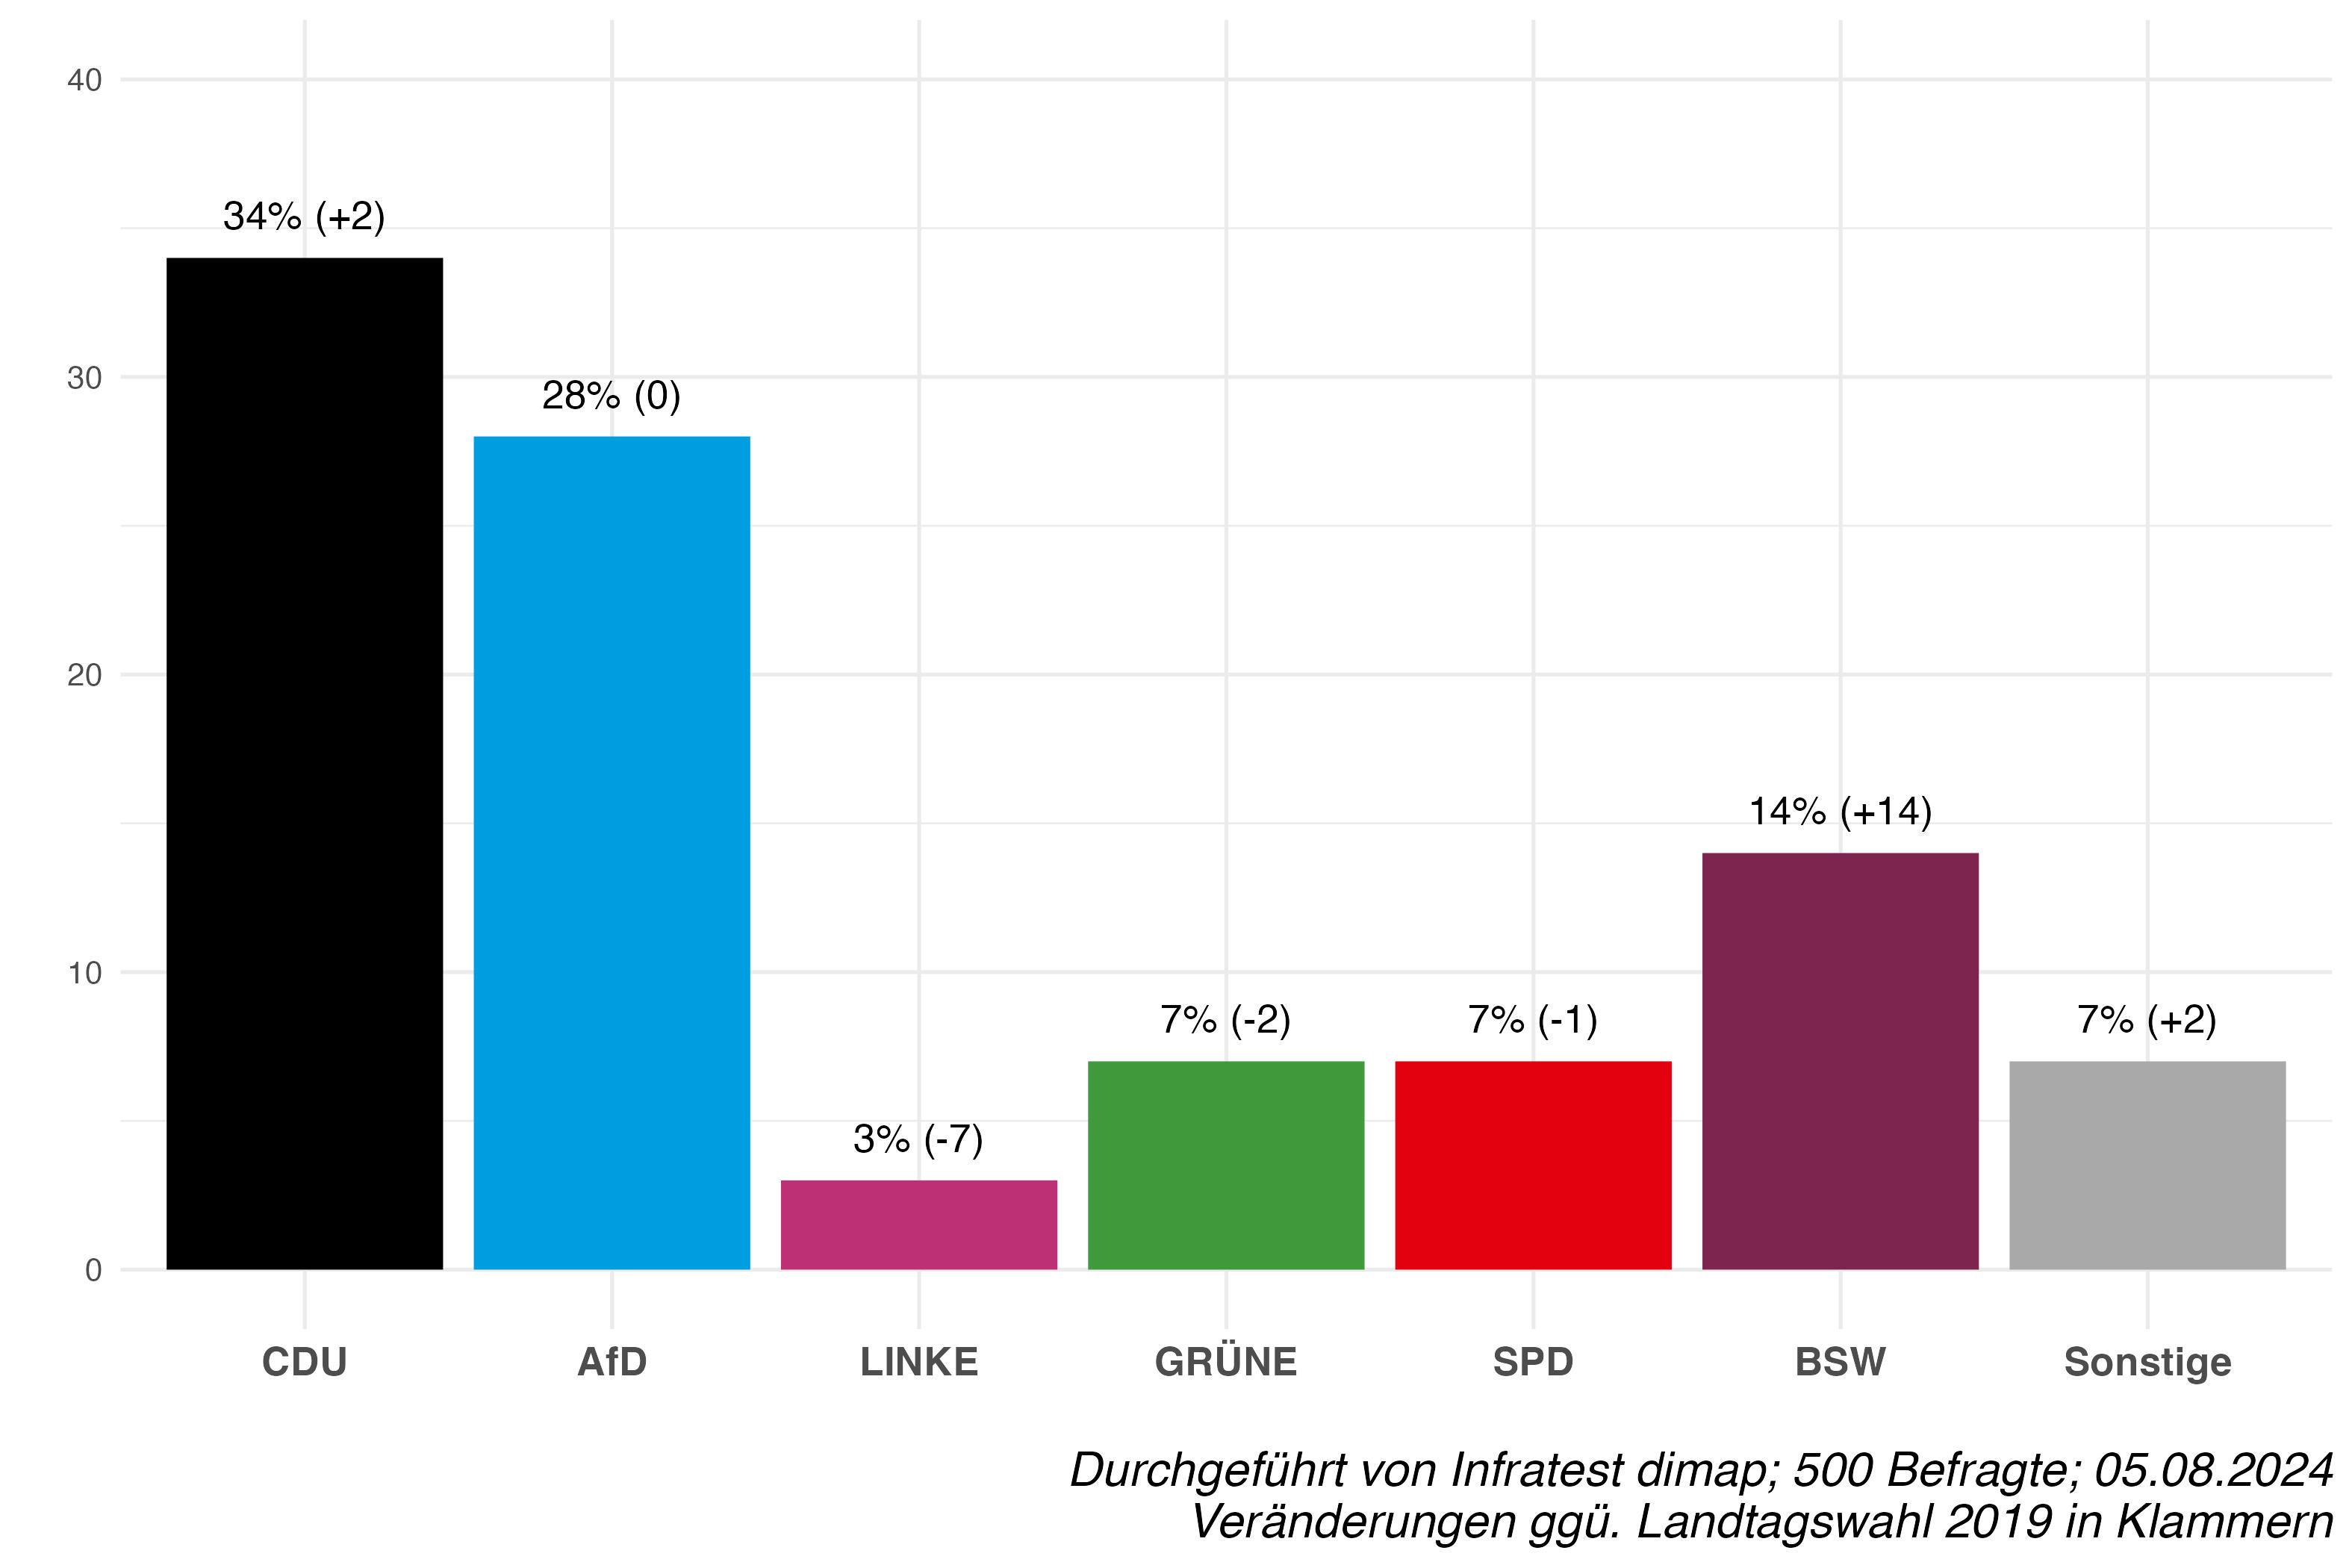 40
34% (+2)
30
28% (0)
20
14% (+14)
10
7% (-2)
7% (-1)
7% (+2)
3% (-7)
0
CDU
AfD
LINKE
GRÜNE
SPD
BSW
Sonstige
Durchgeführt von Infratest dimap; 500 Befragte; 05.08.2024
Veränderungen ggü. Landtagswahl 2019 in Klammern